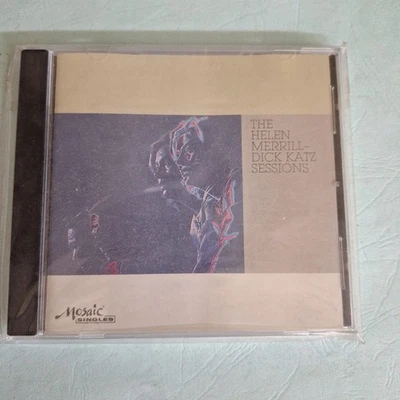 THE
HELEN
MERRILL–
DICK KATZ
SESSIONS
Mosaic
SINGLES